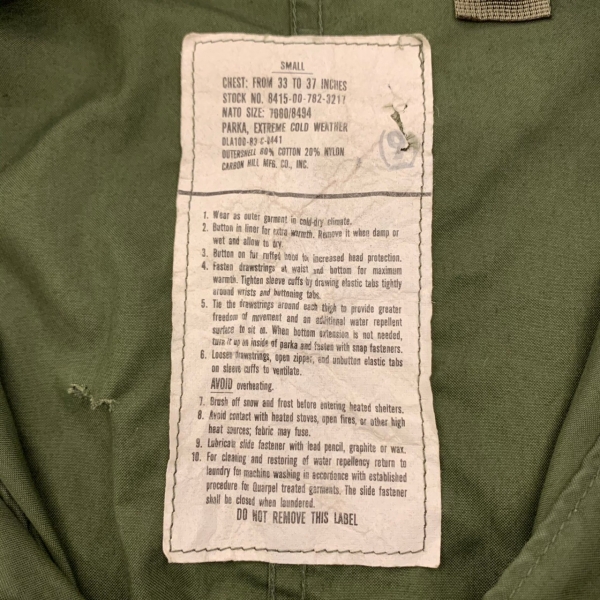 SMALL
CHEST: FROM 33 TO 37 INCHES
STOCK NO. 8415-00-782-3217
NATO SIZE: 7080/8494
PARKA, EXTREME COLD WEATHER
DLA100-83-C-4441
OUTERSHELL 80% COTTON 20% NYLON
CARBON HILL MFG. CO., INC.
1. Wear as outer garment in cold-dry climate.
2. Button in liner for extra warmth. Remove it when damp or
wet and allow to dry.
3. Button on fur ruffed hood for increased head protection.
4. Fasten drawstrings at waist and bottom for maximum
warmth. Tighten sleeve cuffs by drawing elastic tabs tightly
around wrists and buttoning tabs.
5. Tie the drawstrings around each thigh to provide greater
freedom of movement and an additional water repellent
surface to sit on. When bottom extension is not needed,
turn it up on inside of parka and fasten with snap fasteners.
6. Loosen drawstrings, open zipper, and unbutton elastic tabs
on sleeve cuffs to ventilate.
AVOID overheating.
7. Brush off snow and frost before entering heated shelters.
8. Avoid contact with heated stoves, open fires, or other high
heat sources; fabric may fuse.
9. Lubricate slide fastener with lead pencil, graphite or wax.
10. For cleaning and restoring of water repellency return to
laundry for machine washing in accordance with established
procedure for Quarpel treated garments. The slide fastener
shall be closed when laundered.
DO NOT REMOVE THIS LABEL